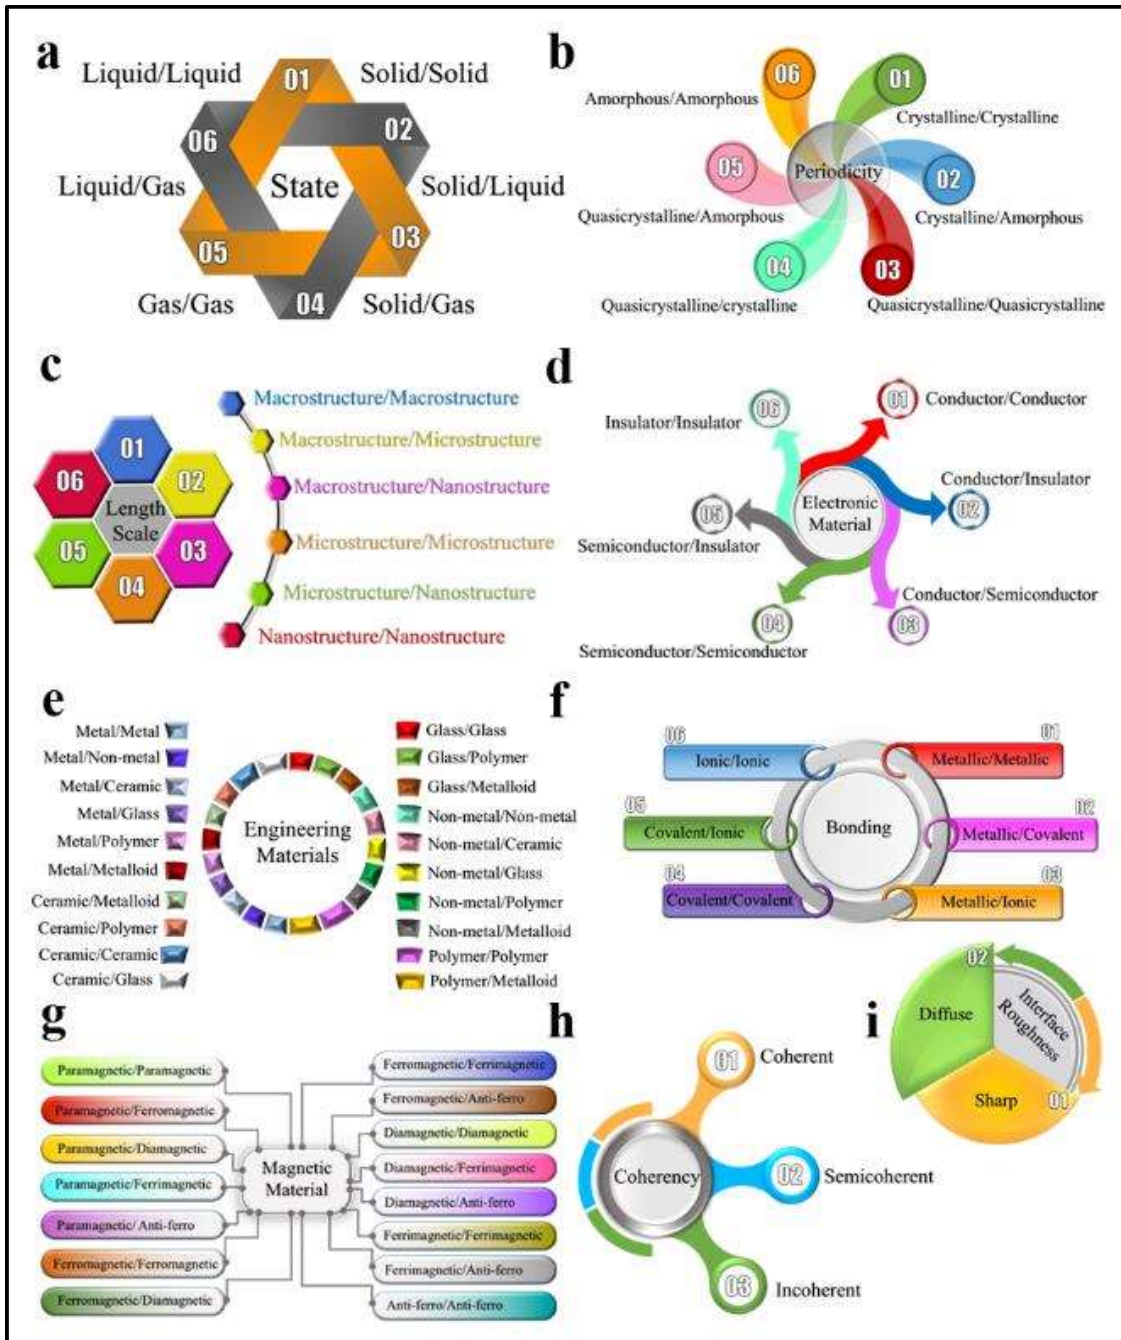 a
Liquid/Liquid
01
Solid/Solid
06
02
Liquid/Gas
State
Solid/Liquid
05
03
Gas/Gas
04
Solid/Gas
b
06
01
Amorphous/Amorphous
Crystalline/Crystalline
05
Periodicity
02
Quasicrystalline/Amorphous
Crystalline/Amorphous
04
03
Quasicrystalline/crystalline
Quasicrystalline/Quasicrystalline
c
01
06
02
Length
Scale
05
03
04
Macrostructure/Macrostructure
Macrostructure/Microstructure
Macrostructure/Nanostructure
Microstructure/Microstructure
Microstructure/Nanostructure
Nanostructure/Nanostructure
d
06
01
Conductor/Conductor
Insulator/Insulator
Conductor/Insulator
Electronic
Material
05
02
Semiconductor/Insulator
Conductor/Semiconductor
04
03
Semiconductor/Semiconductor
e
Metal/Metal
Metal/Non-metal
Metal/Ceramic
Metal/Glass
Metal/Polymer
Metal/Metalloid
Ceramic/Metalloid
Ceramic/Polymer
Ceramic/Ceramic
Ceramic/Glass
Engineering
Materials
Glass/Glass
Glass/Polymer
Glass/Metalloid
Non-metal/Non-metal
Non-metal/Ceramic
Non-metal/Glass
Non-metal/Polymer
Non-metal/Metalloid
Polymer/Polymer
Polymer/Metalloid
f
06
01
Ionic/Ionic
Metallic/Metallic
05
02
Covalent/Ionic
Bonding
Metallic/Covalent
04
03
Covalent/Covalent
Metallic/Ionic
g
Paramagnetic/Paramagnetic
Paramagnetic/Ferromagnetic
Paramagnetic/Diamagnetic
Paramagnetic/Ferrimagnetic
Paramagnetic/ Anti-ferro
Ferromagnetic/Ferromagnetic
Ferromagnetic/Diamagnetic
Magnetic
Material
Ferromagnetic/Ferrimagnetic
Ferromagnetic/Anti-ferro
Diamagnetic/Diamagnetic
Diamagnetic/Ferrimagnetic
Diamagnetic/Anti-ferro
Ferrimagnetic/Ferrimagnetic
Ferrimagnetic/Anti-ferro
Anti-ferro/Anti-ferro
h
01
Coherent
Coherency
02
Semicoherent
03
Incoherent
i
02
Diffuse
Interface
Roughness
Sharp
01